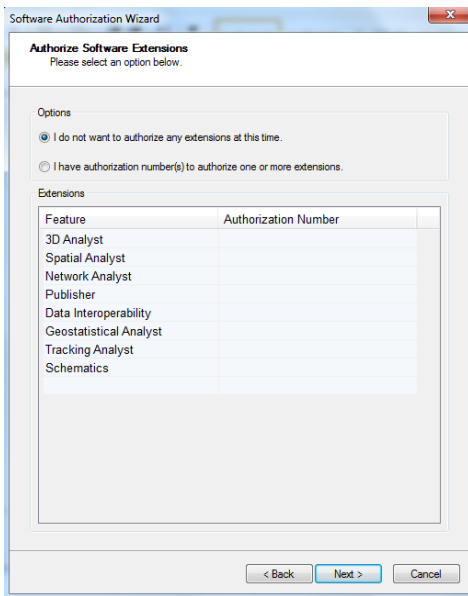 Software Authorization Wizard
Authorize Software Extensions
Please select an option below.
Options
I do not want to authorize any extensions at this time.
I have authorization number(s) to authorize one or more extensions.
Extensions
Feature Authorization Number
3D Analyst
Spatial Analyst
Network Analyst
Publisher
Data Interoperability
Geostatistical Analyst
Tracking Analyst
Schematics
< Back Next > Cancel